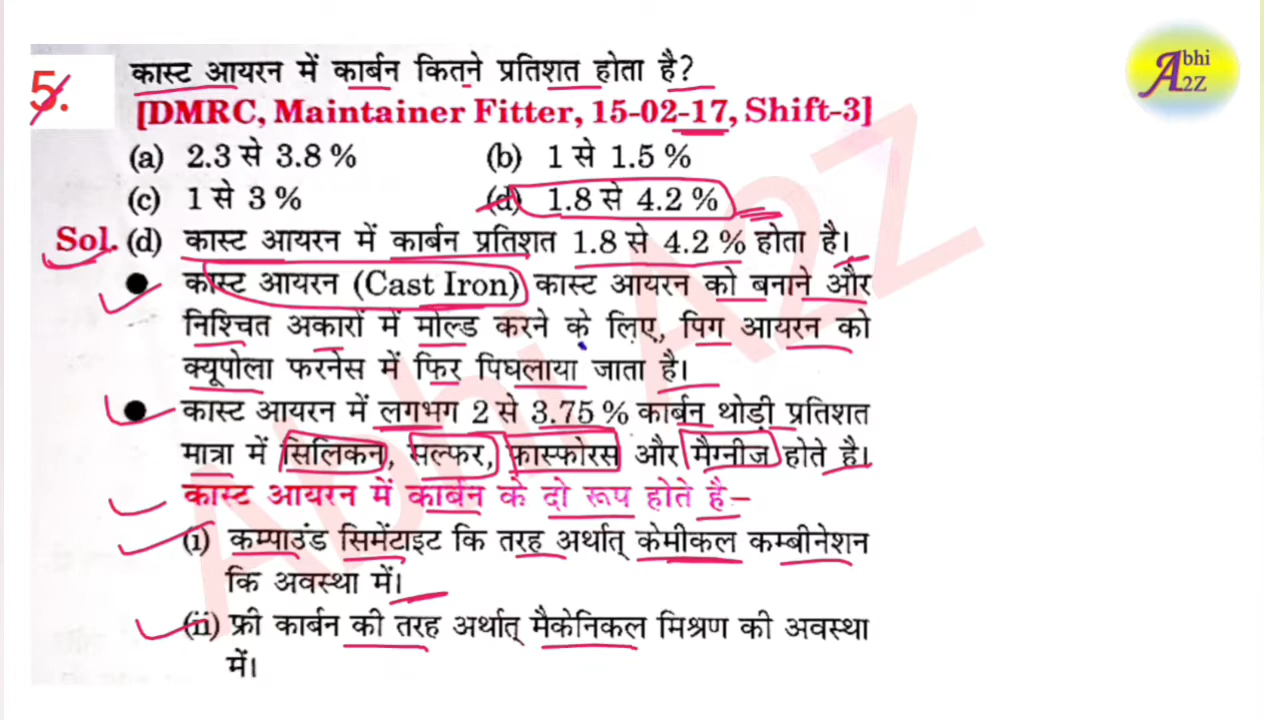 Abhi
A2Z
5.
कास्ट आयरन में कार्बन कितने प्रतिशत होता है?
[DMRC, Maintainer Fitter, 15-02-17, Shift-3]
(a) 2.3 से 3.8 % (b) 1 से 1.5 %
(c) 1 से 3 % (d) 1.8 से 4.2 %
Sol. (d) कास्ट आयरन में कार्बन प्रतिशत 1.8 से 4.2 % होता है।
● कास्ट आयरन (Cast Iron) कास्ट आयरन को बनाने और
निश्चित अकारों में मोल्ड करने के लिए, पिग आयरन को
क्यूपोला फरनेस में फिर पिघलाया जाता है।
● कास्ट आयरन में लगभग 2 से 3.75 % कार्बन थोड़ी प्रतिशत
मात्रा में सिलिकन, सल्फर, फास्फोरस और मैग्नीज होते है।
कास्ट आयरन में कार्बन के दो रूप होते है–
(i) कम्पाउंड सिमेंटाइट कि तरह अर्थात् केमीकल कम्बीनेशन
कि अवस्था में।
(ii) फ्री कार्बन की तरह अर्थात् मैकेनिकल मिश्रण की अवस्था
में।
Abhi A2Z